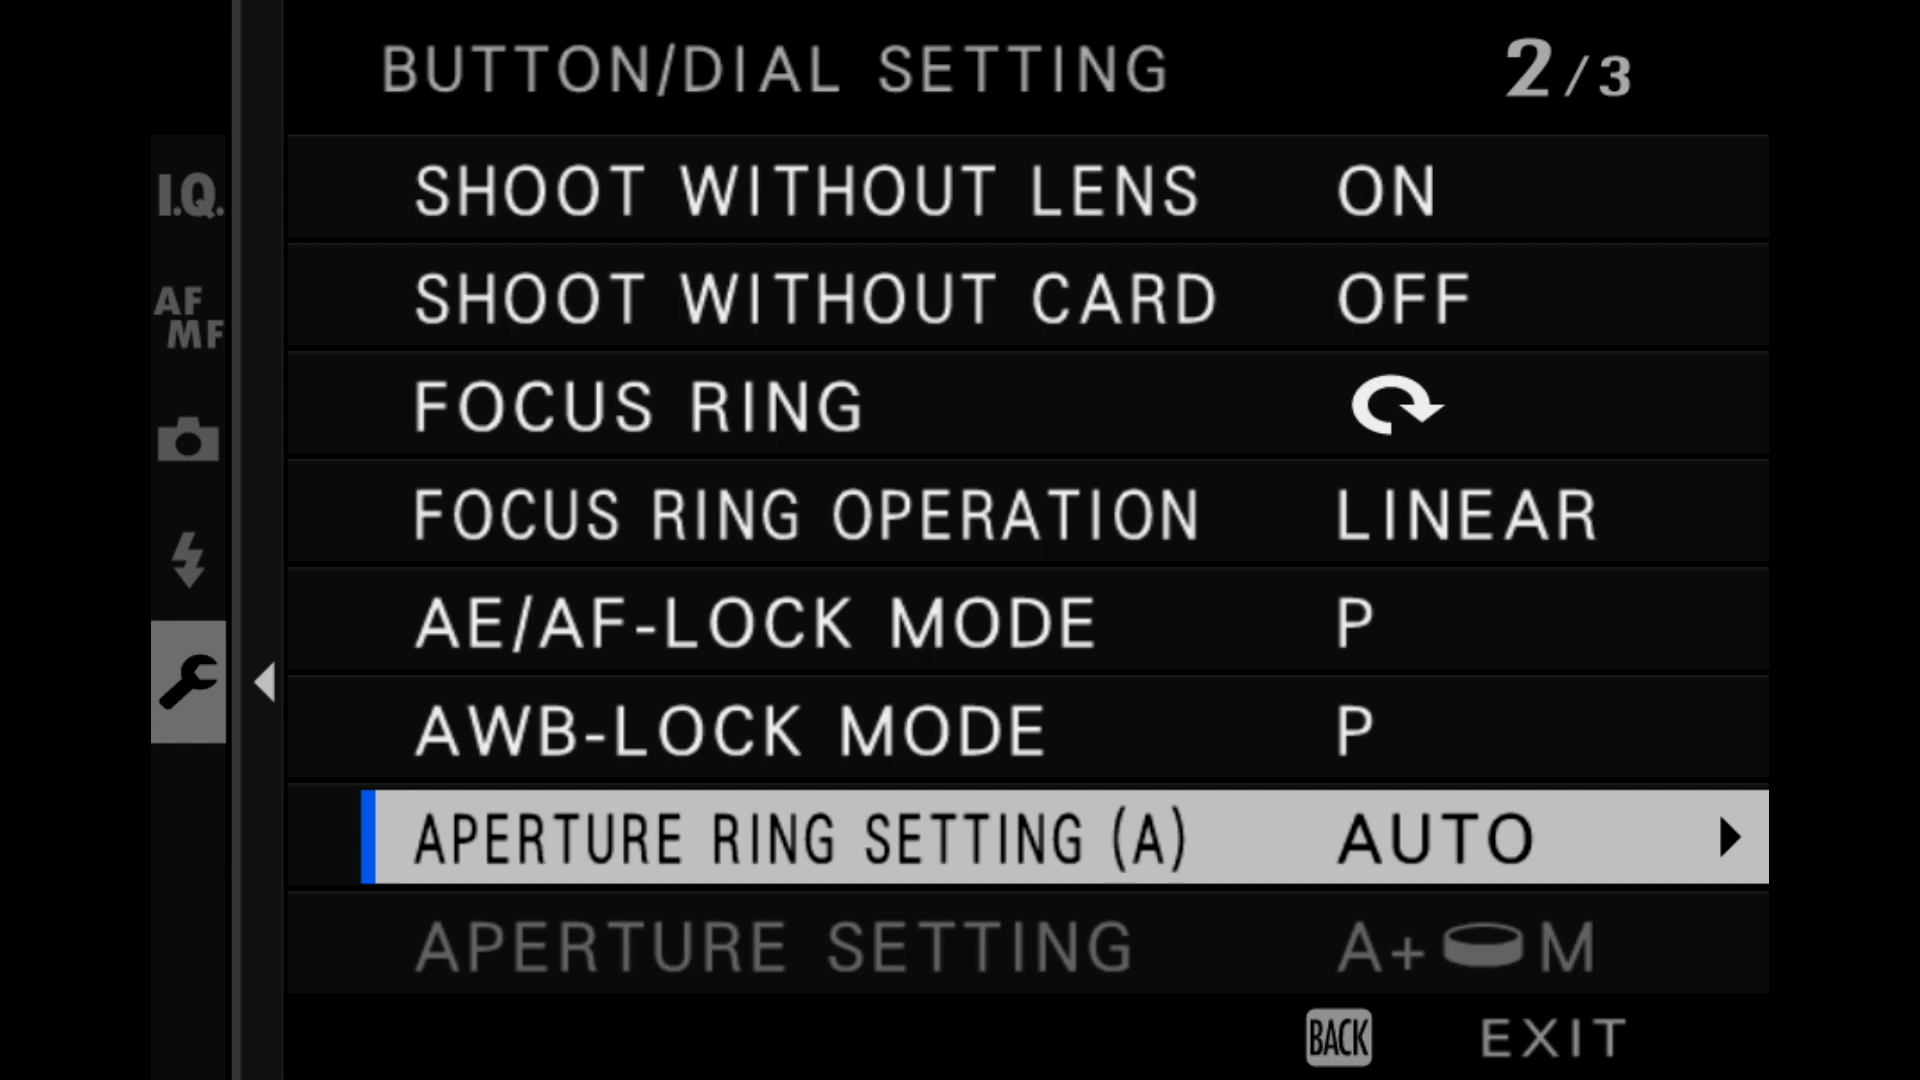 BUTTON/DIAL SETTING 2/3
I.Q.
SHOOT WITHOUT LENS ON
SHOOT WITHOUT CARD OFF
AF
MF
FOCUS RING
FOCUS RING OPERATION LINEAR
AE/AF-LOCK MODE P
AWB-LOCK MODE P
APERTURE RING SETTING (A) AUTO
APERTURE SETTING A+ M
BACK EXIT